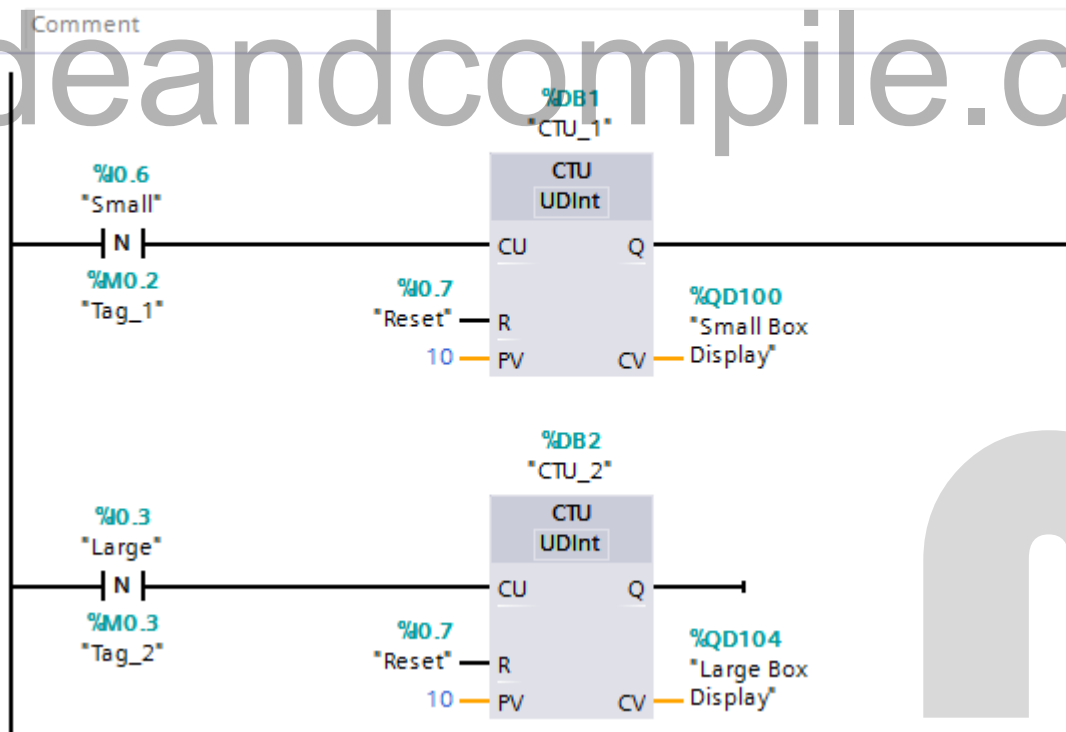 Comment
deandcompile.c
%DB1
"CTU_1"
%I0.6
"Small"
CTU
UDInt
N
CU
Q
%M0.2
"Tag_1"
%I0.7
"Reset"
R
%QD100
"Small Box
Display"
10
PV
CV
%DB2
"CTU_2"
%I0.3
"Large"
CTU
UDInt
N
CU
Q
%M0.3
"Tag_2"
%I0.7
"Reset"
R
%QD104
"Large Box
Display"
10
PV
CV